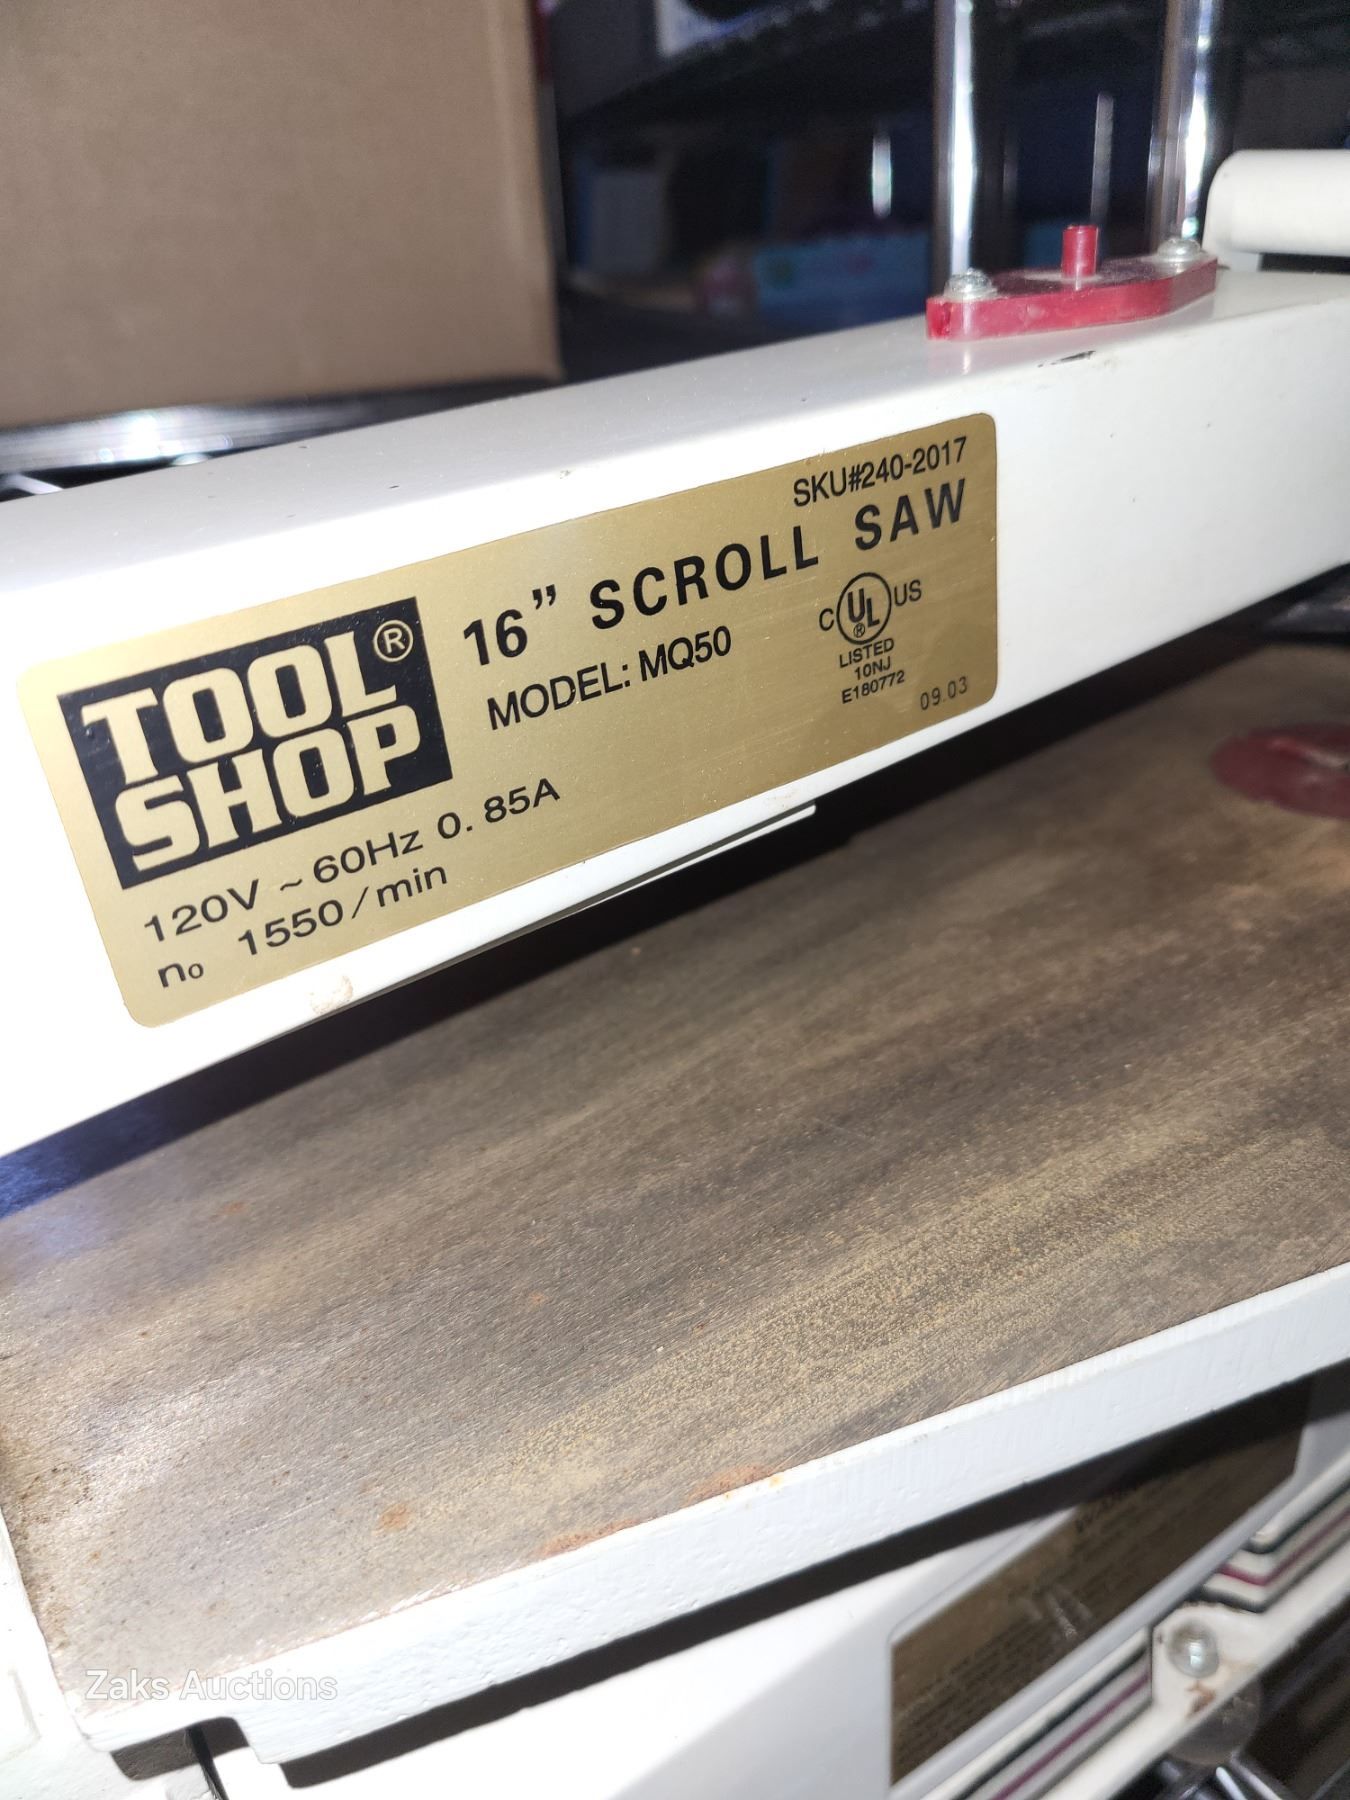 SKU#240-2017
16" SCROLL SAW
MODEL: MQ50
TOOL®
SHOP
C UL® US
LISTED
10NJ
E180772
09.03
120V ~ 60Hz 0.85A
no 1550/min
Zaks Auctions